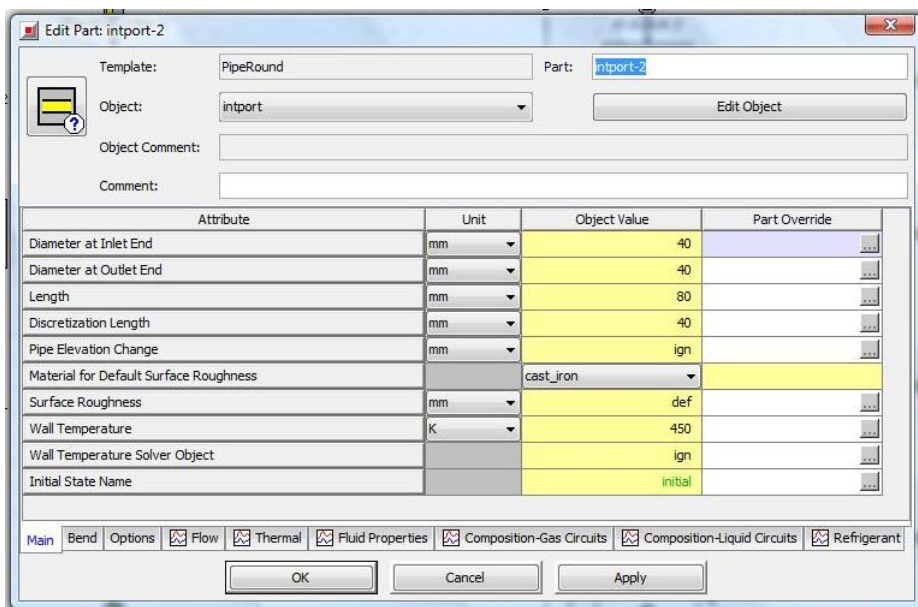 Edit Part: intport-2
Template: PipeRound Part: intport-2
Object: intport Edit Object
Object Comment:
Comment:
Attribute Unit Object Value Part Override
Diameter at Inlet End mm 40 ...
Diameter at Outlet End mm 40 ...
Length mm 80 ...
Discretization Length mm 40 ...
Pipe Elevation Change mm ign ...
Material for Default Surface Roughness cast_iron
Surface Roughness mm def ...
Wall Temperature K 450 ...
Wall Temperature Solver Object ign ...
Initial State Name initial ...
Main Bend Options Flow Thermal Fluid Properties Composition-Gas Circuits Composition-Liquid Circuits Refrigerant
OK Cancel Apply